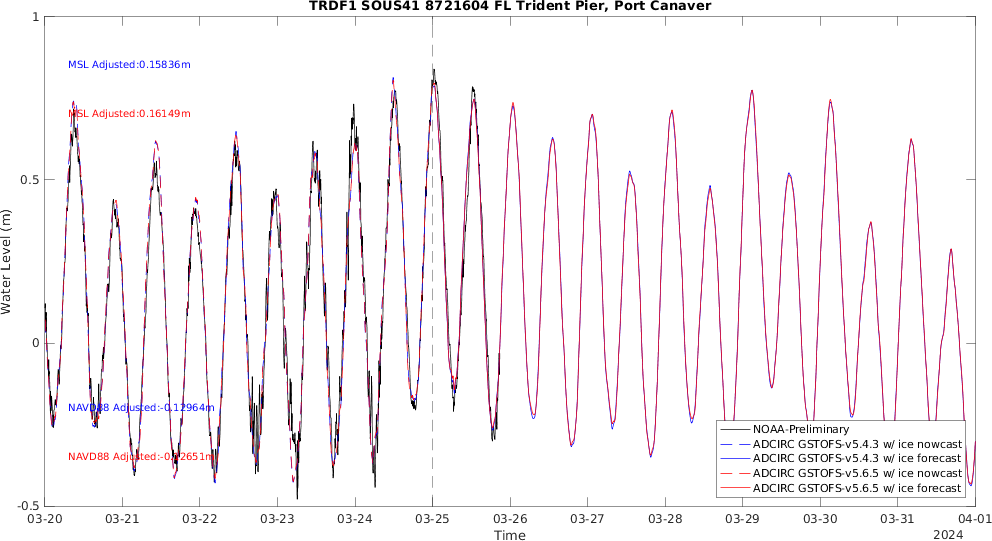 TRDF1 SOUS41 8721604 FL Trident Pier, Port Canaver
1
MSL Adjusted:0.15836m
MSL Adjusted:0.16149m
0.5
Water Level (m)
0
NAVD88 Adjusted:-0.12964m
NAVD88 Adjusted:-0.12651m
NOAA-Preliminary
ADCIRC GSTOFS-v5.4.3 w/ ice nowcast
ADCIRC GSTOFS-v5.4.3 w/ ice forecast
ADCIRC GSTOFS-v5.6.5 w/ ice nowcast
ADCIRC GSTOFS-v5.6.5 w/ ice forecast
-0.5
03-20 03-21 03-22 03-23 03-24 03-25 03-26 03-27 03-28 03-29 03-30 03-31 04-01
Time
2024